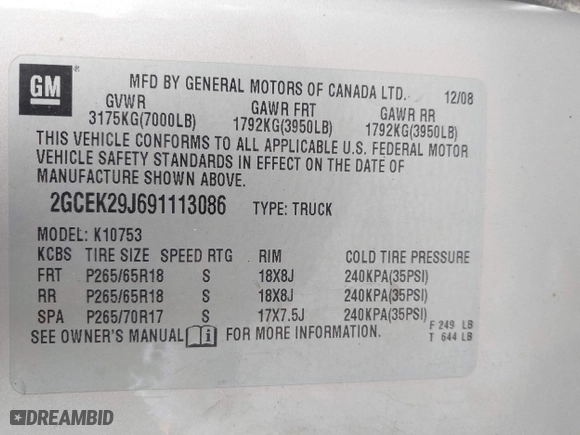 GM
MFD BY GENERAL MOTORS OF CANADA LTD. 12/08
GVWR GAWR FRT GAWR RR
3175KG(7000LB) 1792KG(3950LB) 1792KG(3950LB)
THIS VEHICLE CONFORMS TO ALL APPLICABLE U.S. FEDERAL MOTOR
VEHICLE SAFETY STANDARDS IN EFFECT ON THE DATE OF
MANUFACTURE SHOWN ABOVE.
2GCEK29J691113086 TYPE: TRUCK
MODEL: K10753
KCBS TIRE SIZE SPEED RTG RIM COLD TIRE PRESSURE
FRT P265/65R18 S 18X8J 240KPA(35PSI)
RR P265/65R18 S 18X8J 240KPA(35PSI)
SPA P265/70R17 S 17X7.5J 240KPA(35PSI)
SEE OWNER'S MANUAL i FOR MORE INFORMATION.
F 249 LB
T 644 LB
DREAMBID